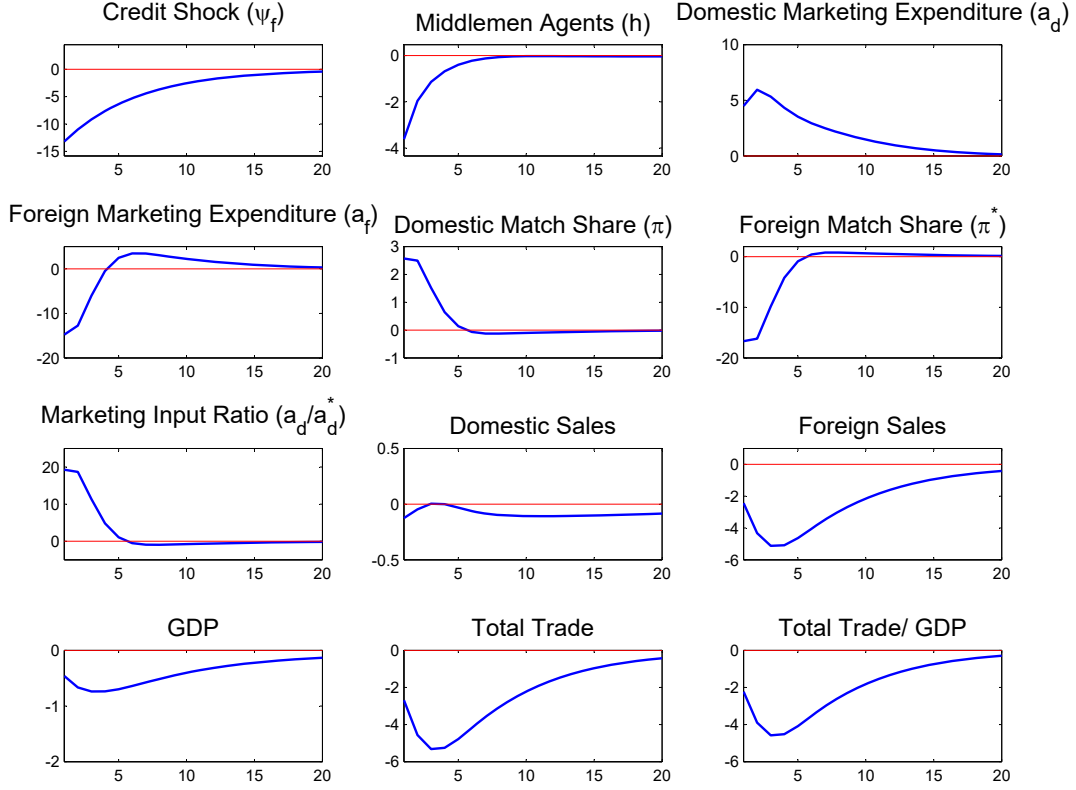 Credit Shock (ψf)
Middlemen Agents (h)
Domestic Marketing Expenditure (ad)
0
-5
-10
-15
5 10 15 20
0
-2
-4
5 10 15 20
10
5
0
5 10 15 20
Foreign Marketing Expenditure (af)
Domestic Match Share (π)
Foreign Match Share (π*)
0
-10
-20
5 10 15 20
3
2
1
0
-1
5 10 15 20
0
-10
-20
5 10 15 20
Marketing Input Ratio (ad/ad*)
Domestic Sales
Foreign Sales
20
10
0
5 10 15 20
0.5
0
-0.5
5 10 15 20
0
-2
-4
-6
5 10 15 20
GDP
Total Trade
Total Trade/ GDP
0
-1
-2
5 10 15 20
0
-2
-4
-6
5 10 15 20
0
-2
-4
-6
5 10 15 20